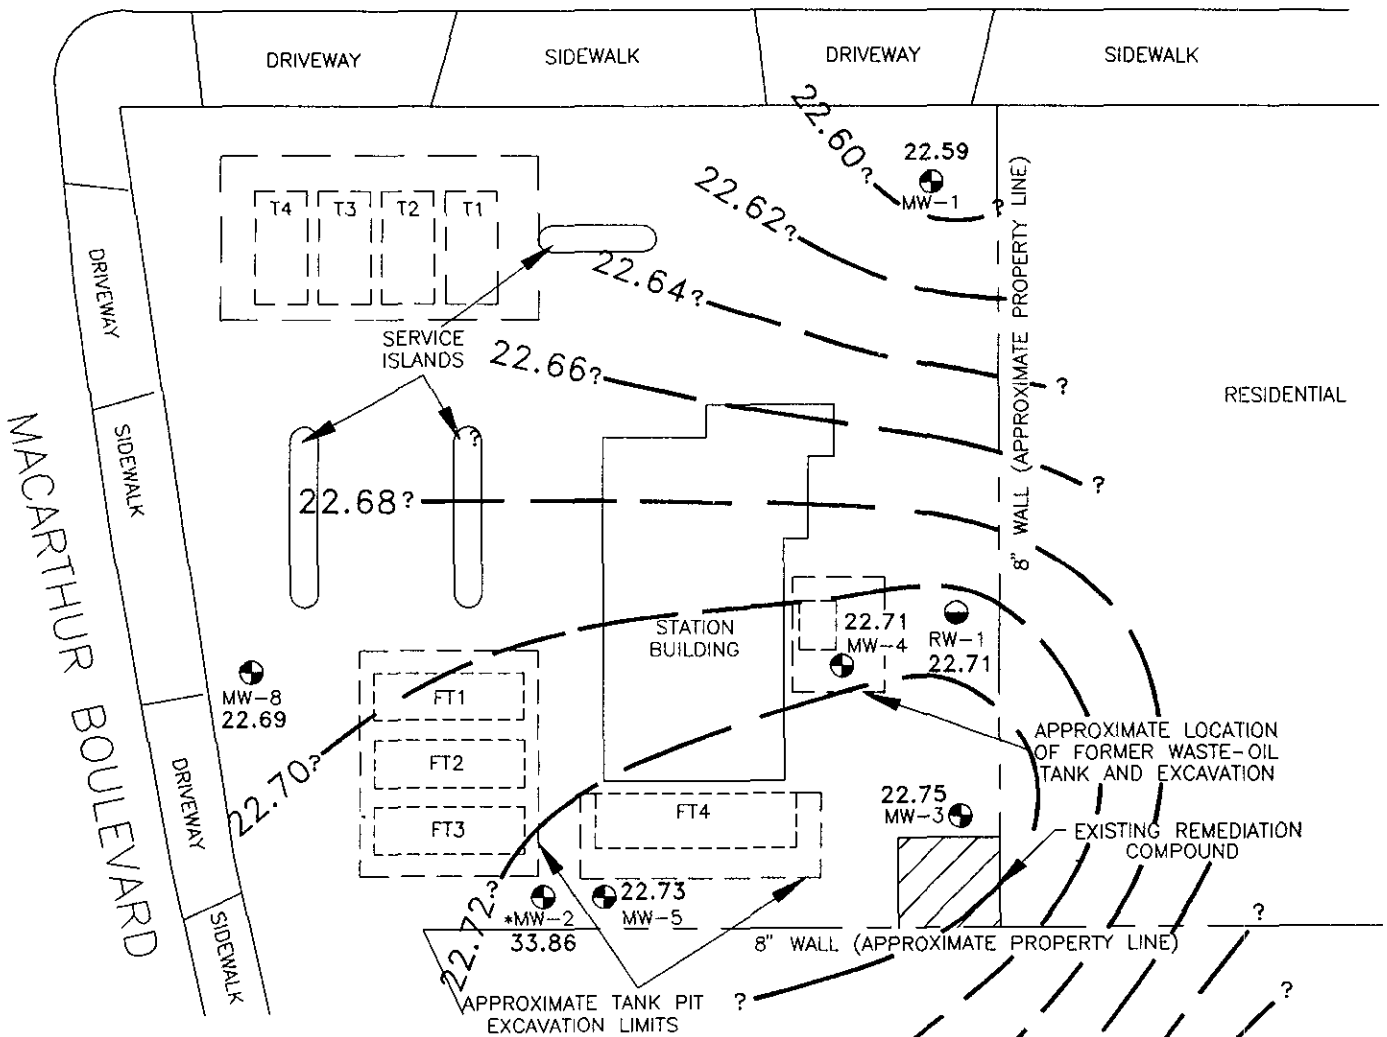 DRIVEWAY
SIDEWALK
DRIVEWAY
SIDEWALK
22.60?
22.59
MW-1
?
22.62?
T4
T3
T2
T1
22.64?
?
SERVICE
ISLANDS
22.66?
?
8" WALL (APPROXIMATE PROPERTY LINE)
RESIDENTIAL
DRIVEWAY
SIDEWALK
MACARTHUR BOULEVARD
?
22.68?
STATION
BUILDING
22.71
MW-4
RW-1
22.71
MW-8
22.69
FT1
FT2
FT3
22.70?
APPROXIMATE LOCATION
OF FORMER WASTE-OIL
TANK AND EXCAVATION
22.75
MW-3
FT4
EXISTING REMEDIATION
COMPOUND
DRIVEWAY
SIDEWALK
22.72?
*MW-2
33.86
22.73
MW-5
8" WALL (APPROXIMATE PROPERTY LINE)
?
?
?
APPROXIMATE TANK PIT
EXCAVATION LIMITS